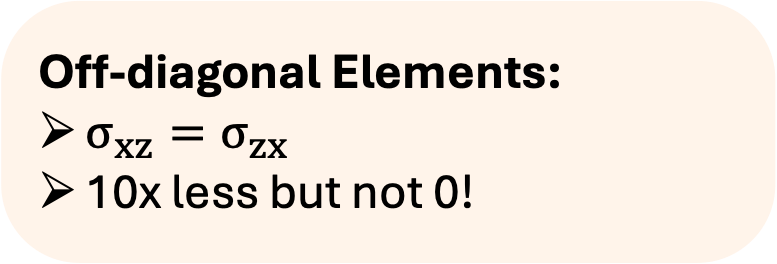 Off-diagonal Elements:
➢ σxz = σzx
➢ 10x less but not 0!